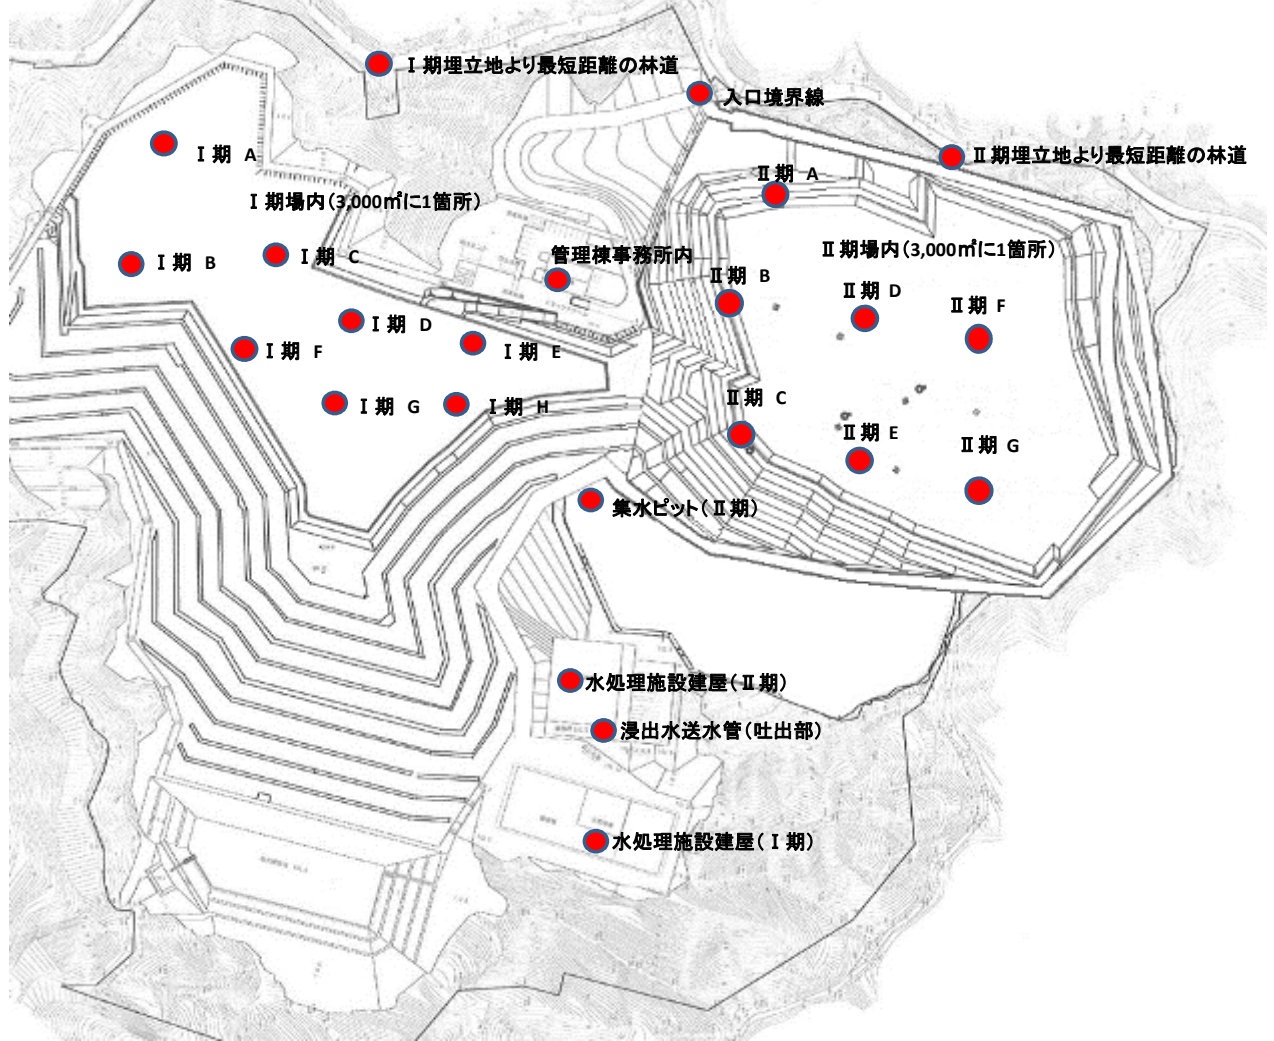 Ⅰ期埋立地より最短距離の林道
入口境界線
Ⅱ期埋立地より最短距離の林道
Ⅰ期 A
Ⅱ期 A
Ⅰ期場内(3,000㎡に1箇所)
Ⅱ期場内(3,000㎡に1箇所)
管理棟事務所内
Ⅰ期 B
Ⅰ期 C
Ⅱ期 B
Ⅱ期 D
Ⅱ期 F
Ⅰ期 D
Ⅰ期 F
Ⅰ期 E
Ⅱ期 C
Ⅰ期 G
Ⅰ期 H
Ⅱ期 E
Ⅱ期 G
集水ピット(Ⅱ期)
水処理施設建屋(Ⅱ期)
浸出水送水管(吐出部)
水処理施設建屋(Ⅰ期)